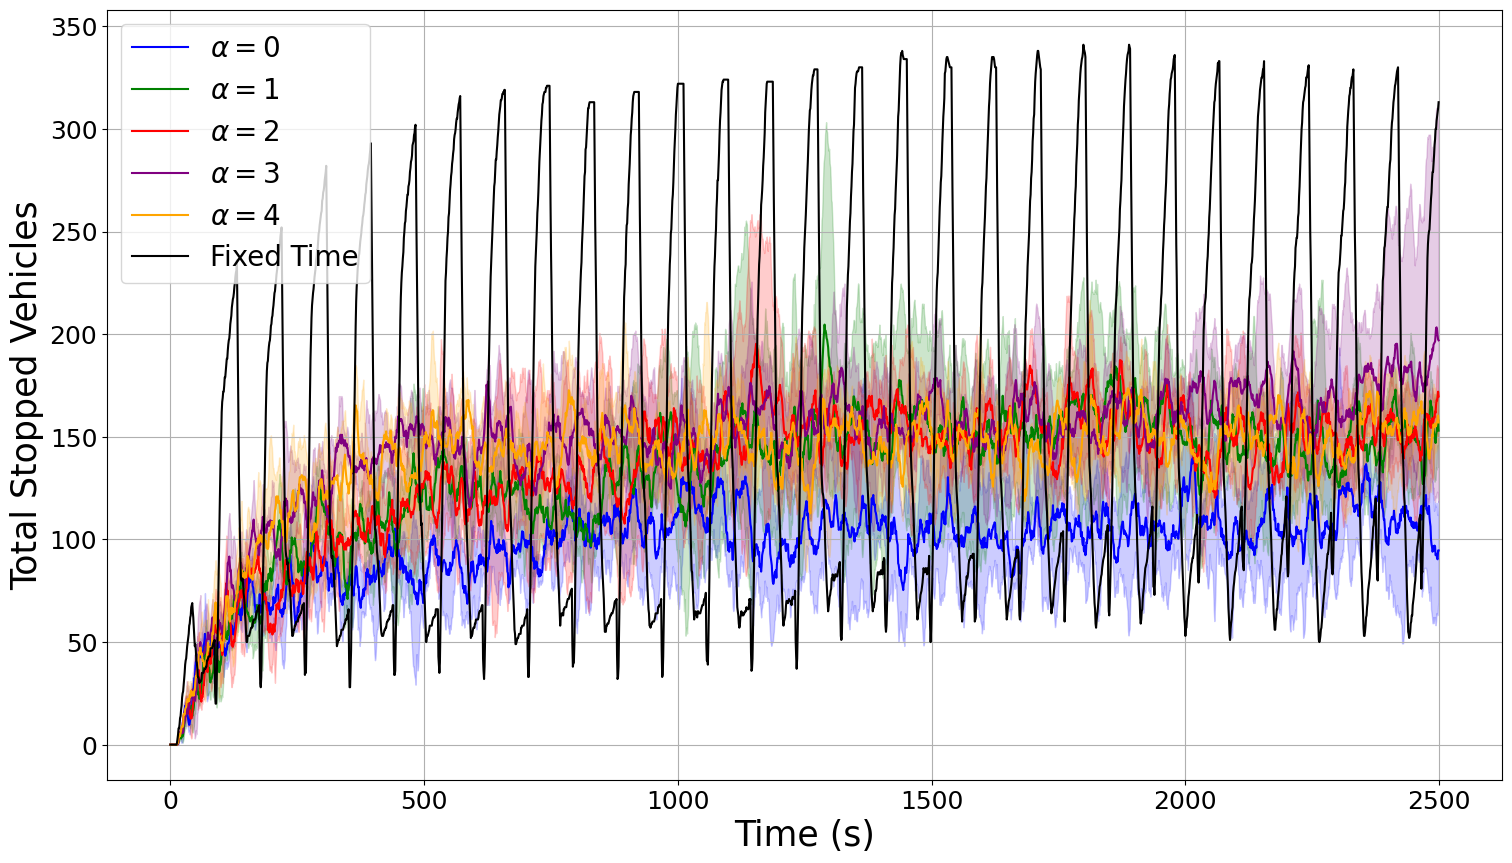 Total Stopped Vehicles
350
300
250
200
150
100
50
0
α = 0
α = 1
α = 2
α = 3
α = 4
Fixed Time
0 500 1000 1500 2000 2500
Time (s)